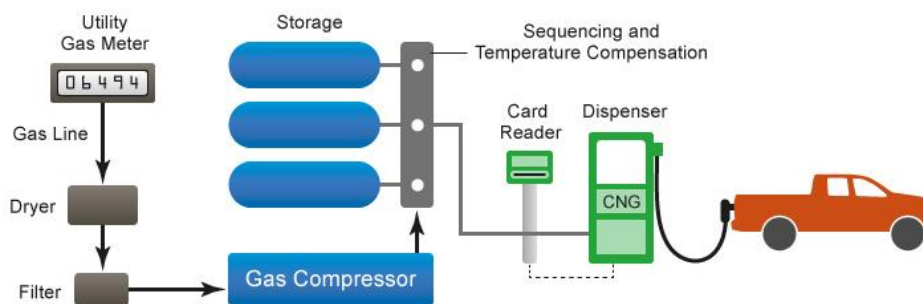 Utility
Gas Meter
06494
Gas Line
Dryer
Filter
Gas Compressor
Storage
Sequencing and
Temperature Compensation
Card
Reader
Dispenser
CNG